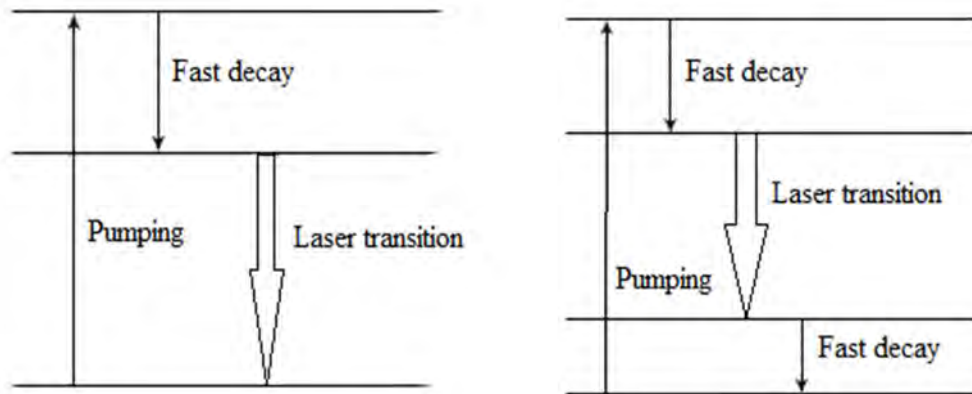 Fast decay
Pumping
Laser transition
Fast decay
Laser transition
Pumping
Fast decay